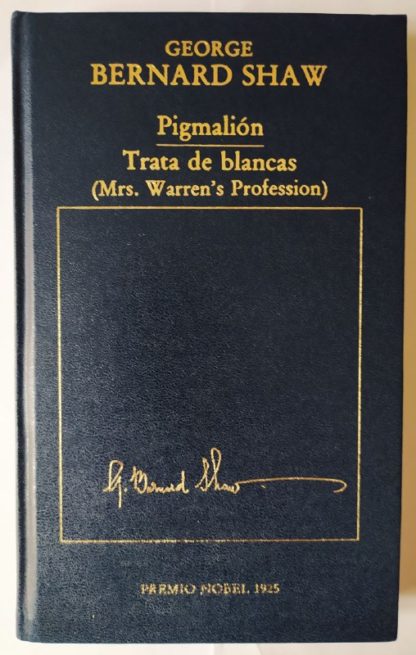 GEORGE
BERNARD SHAW
Pigmalión
Trata de blancas
(Mrs. Warren's Profession)
G. Bernard Shaw
PREMIO NOBEL 1925